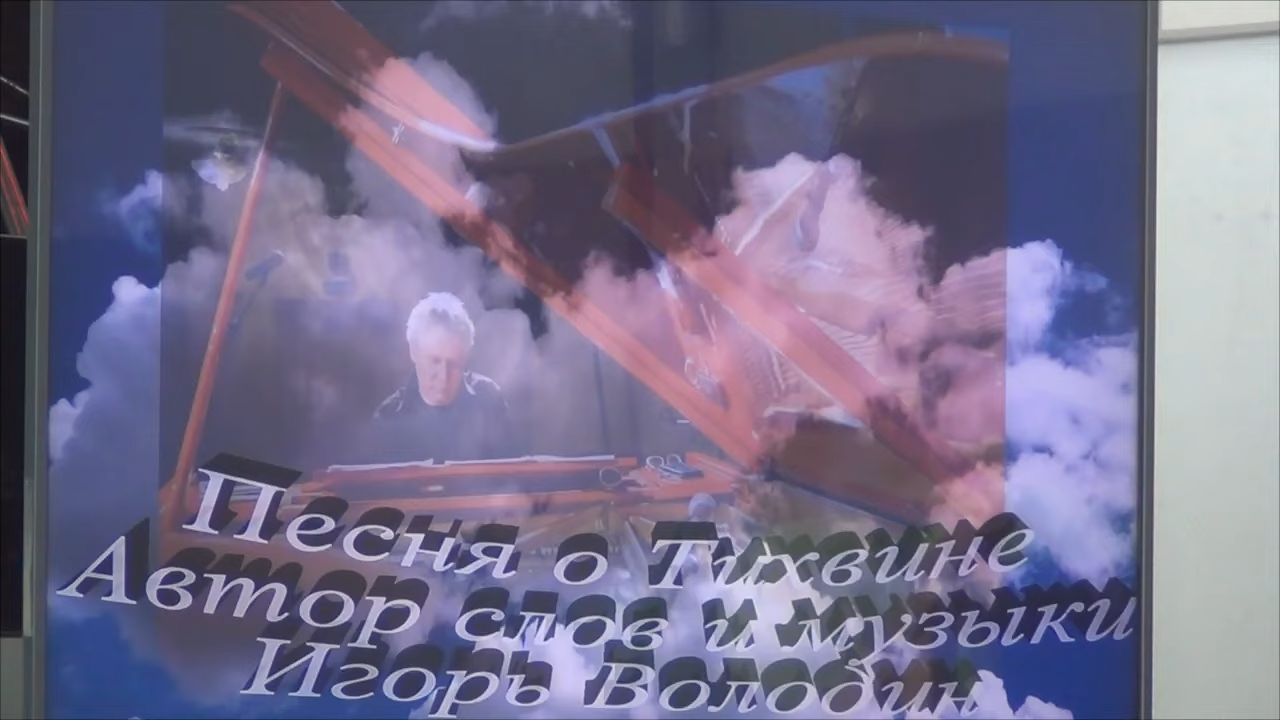 Песня о Тихвине
Автор слов и музыки
Игорь Володин